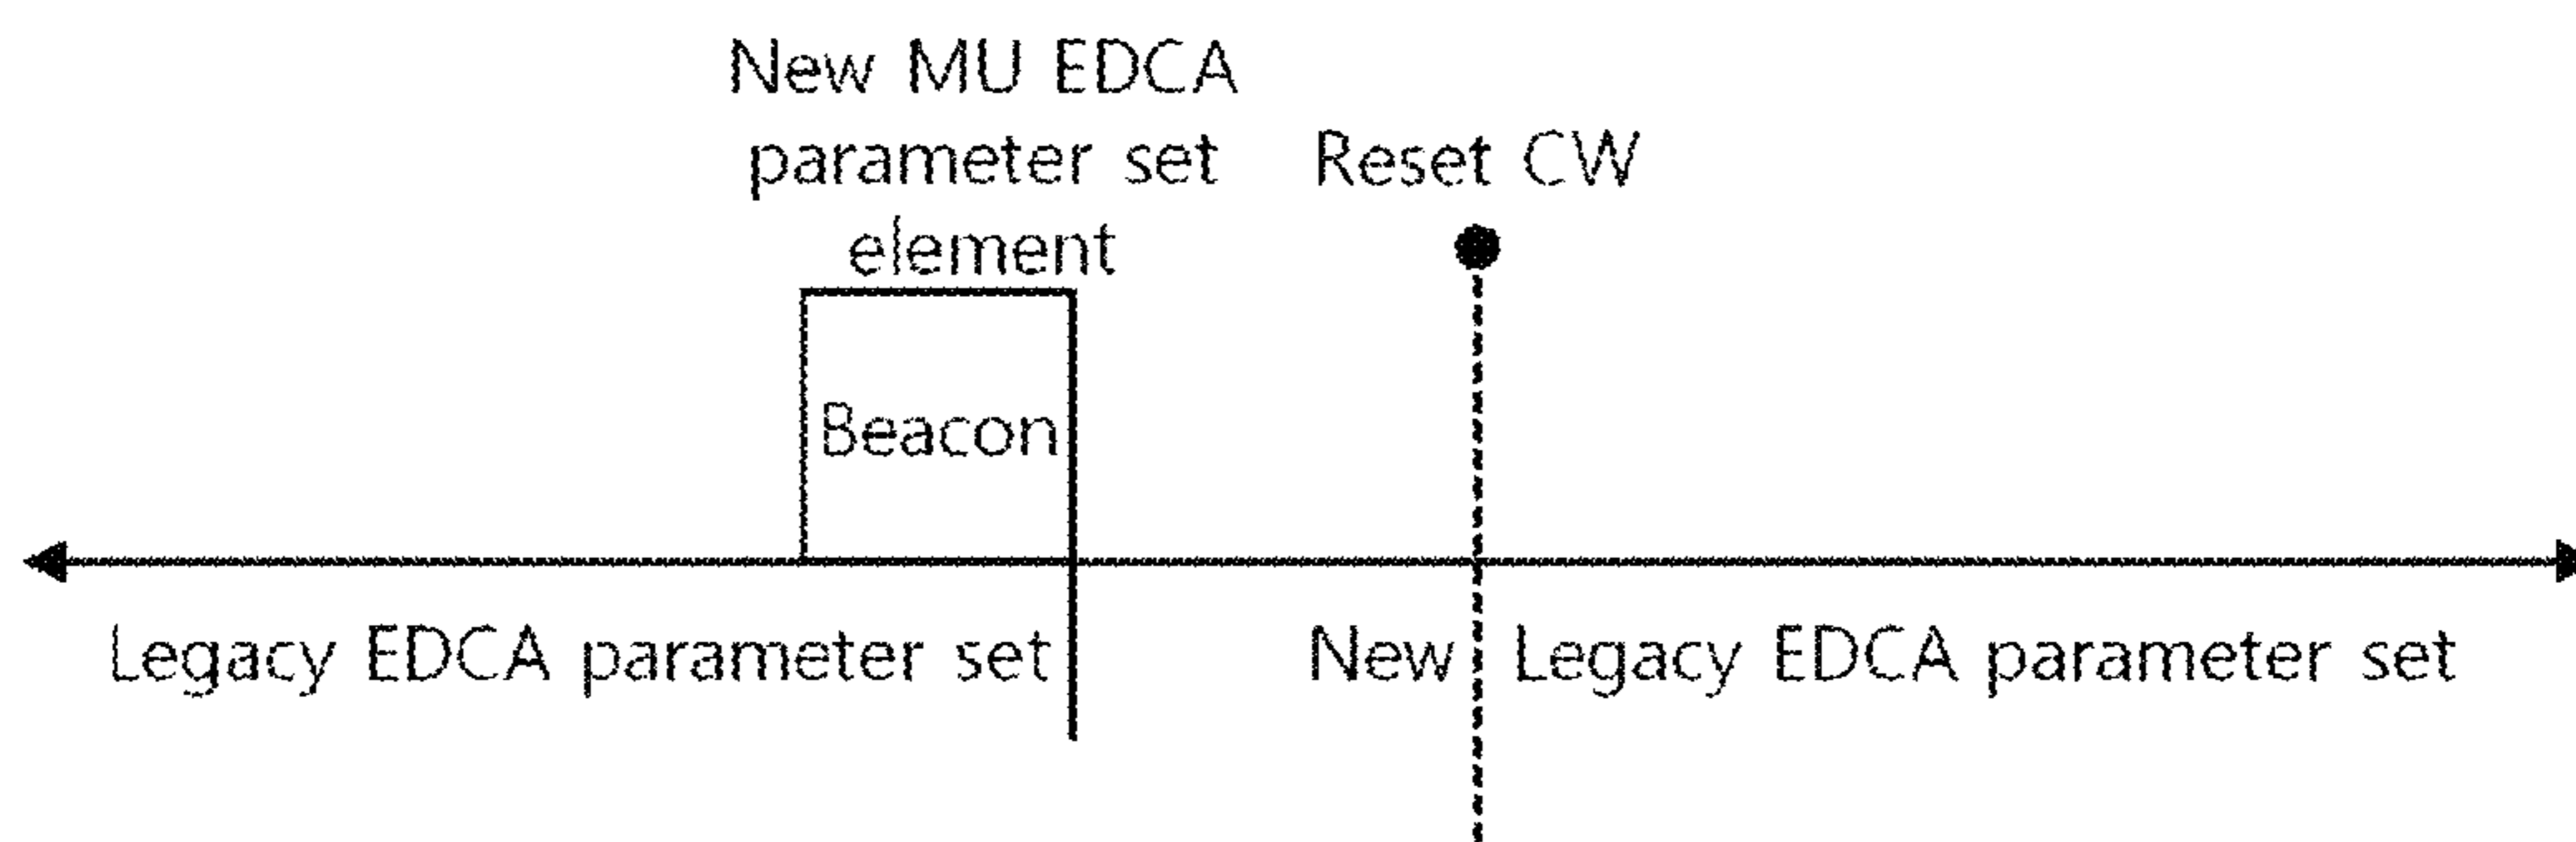 New MU EDCA
parameter set
element
Reset CW
Beacon
Legacy EDCA parameter set
New Legacy EDCA parameter set